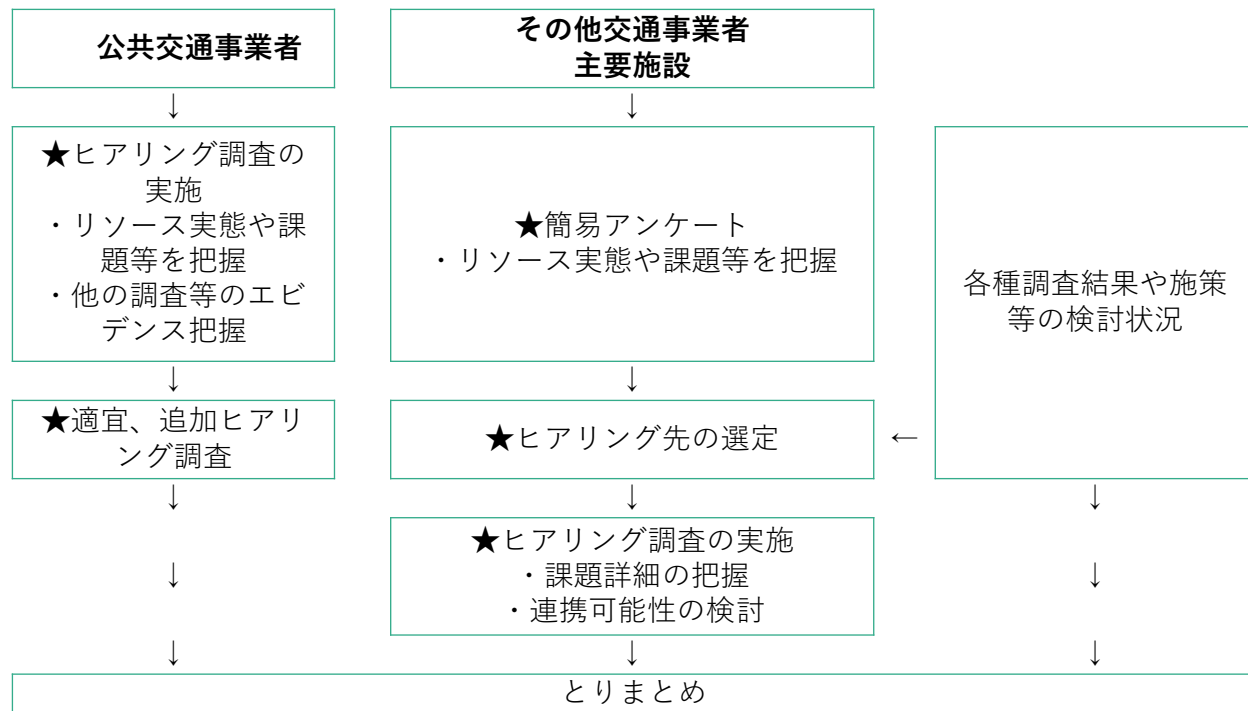 公共交通事業者
その他交通事業者
主要施設
↓
↓
★ヒアリング調査の
実施
・リソース実態や課
題等を把握
・他の調査等のエビ
デンス把握
★簡易アンケート
・リソース実態や課題等を把握
各種調査結果や施策
等の検討状況
↓
↓
★適宜、追加ヒアリ
ング調査
★ヒアリング先の選定
←
↓
↓
↓
★ヒアリング調査の実施
・課題詳細の把握
・連携可能性の検討
↓
↓
↓
↓
↓
とりまとめ